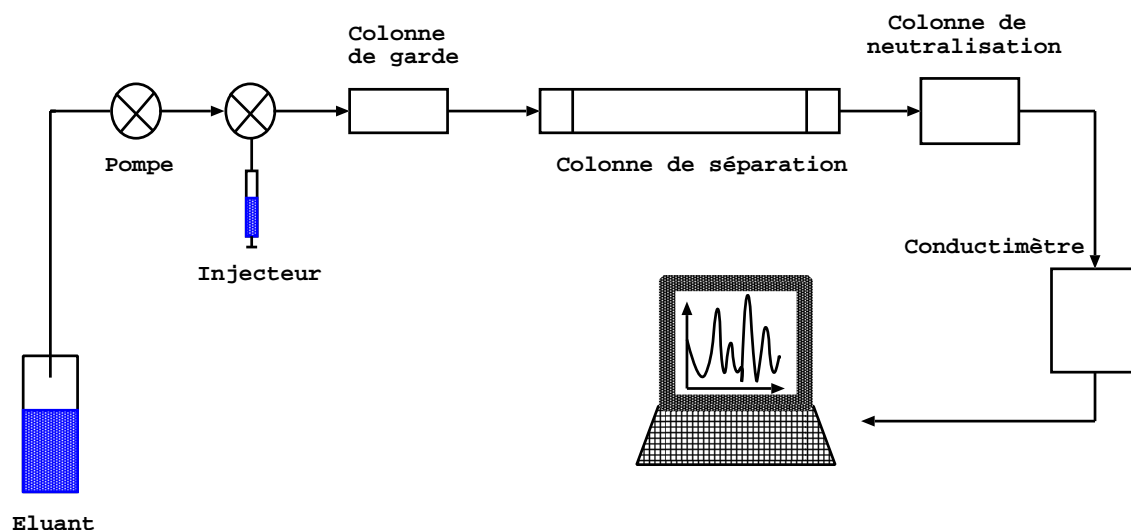 Colonne
de garde
Colonne de
neutralisation
Pompe
Colonne de séparation
Injecteur
Conductimètre
Eluant